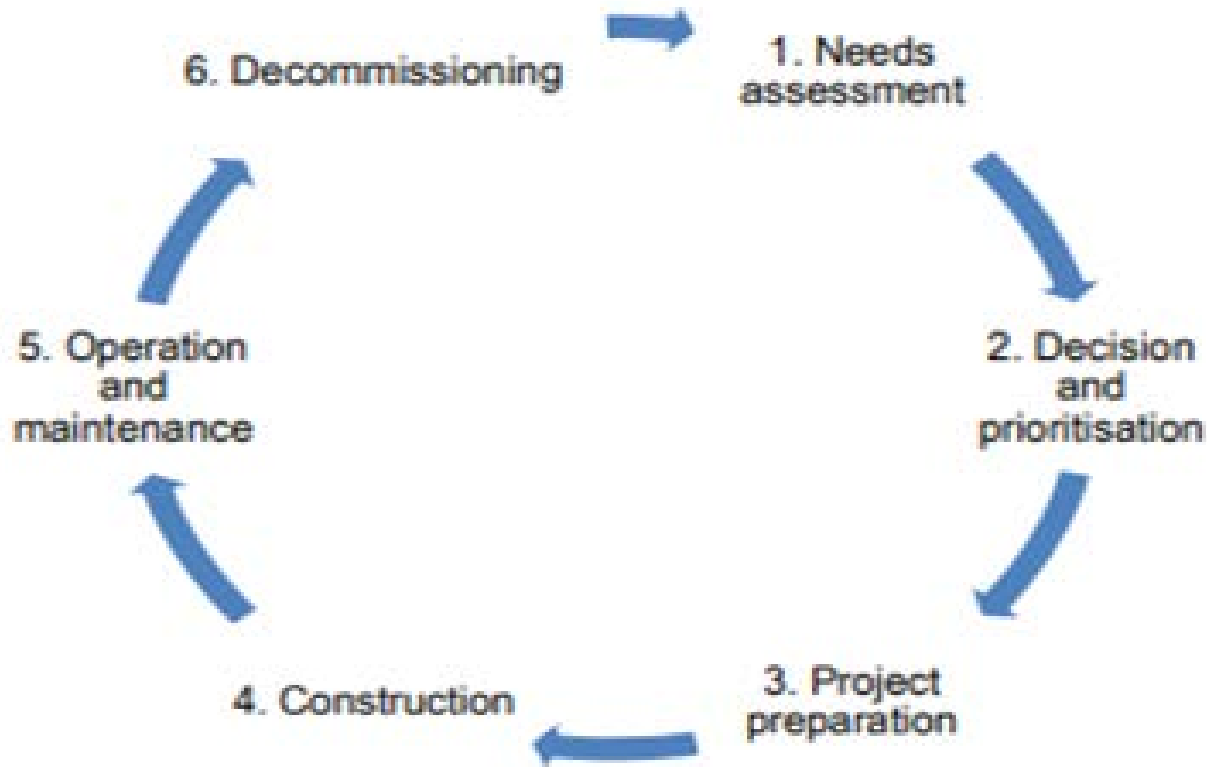 1. Needs
assessment
2. Decision
and
prioritisation
3. Project
preparation
4. Construction
5. Operation
and
maintenance
6. Decommissioning